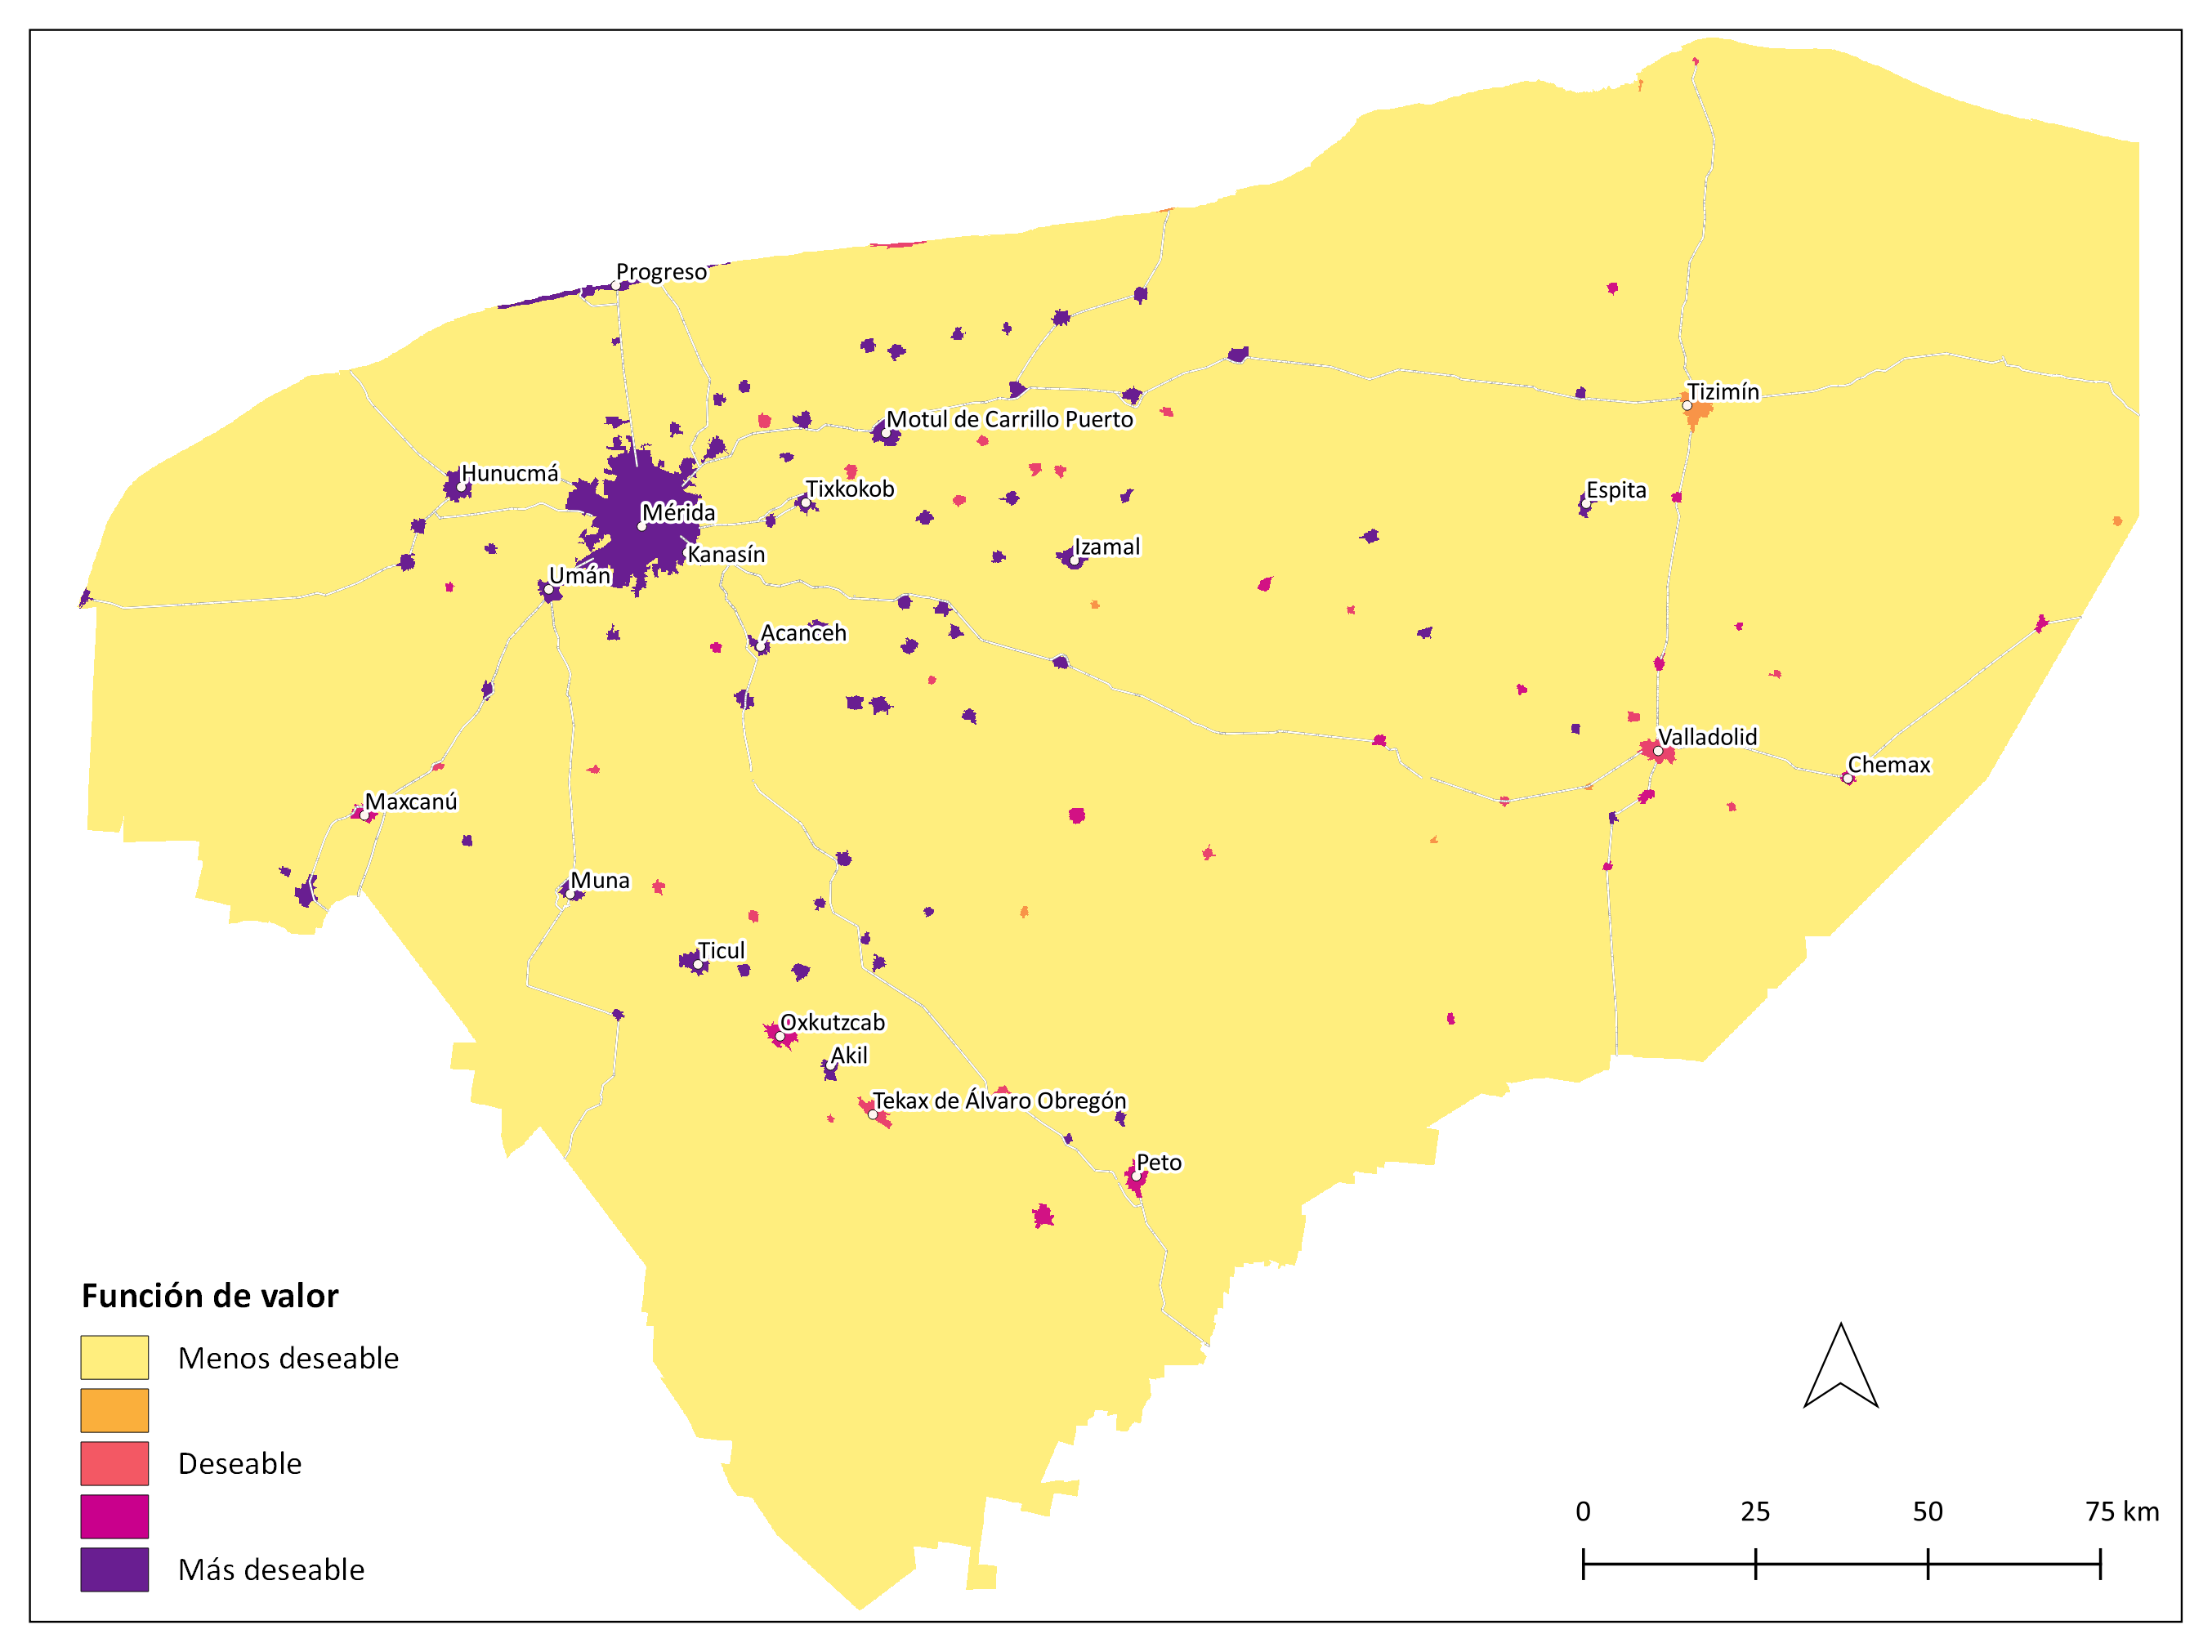 Progreso
Tizimín
Motul de Carrillo Puerto
Hunucmá
Tixkokob
Espita
Mérida
Izamal
Kanasín
Umán
Acanceh
Valladolid
Chemax
Maxcanú
Muna
Ticul
Oxkutzcab
Akil
Tekax de Álvaro Obregón
Peto
Función de valor
Menos deseable
Deseable
Más deseable
0 25 50 75 km